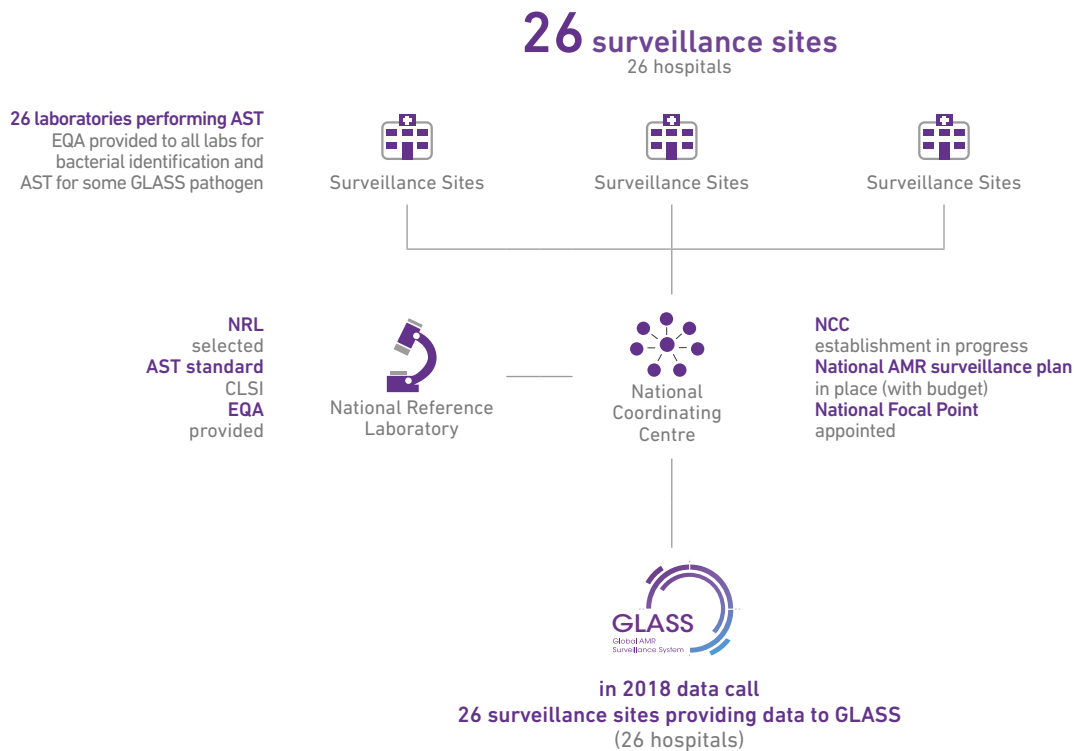 26 surveillance sites
26 hospitals
26 laboratories performing AST
EQA provided to all labs for
bacterial identification and
AST for some GLASS pathogen
Surveillance Sites
Surveillance Sites
Surveillance Sites
NRL
selected
AST standard
CLSI
EQA
provided
National Reference
Laboratory
National
Coordinating
Centre
NCC
establishment in progress
National AMR surveillance plan
in place (with budget)
National Focal Point
appointed
GLASS
Global AMR
Surveillance System
in 2018 data call
26 surveillance sites providing data to GLASS
(26 hospitals)